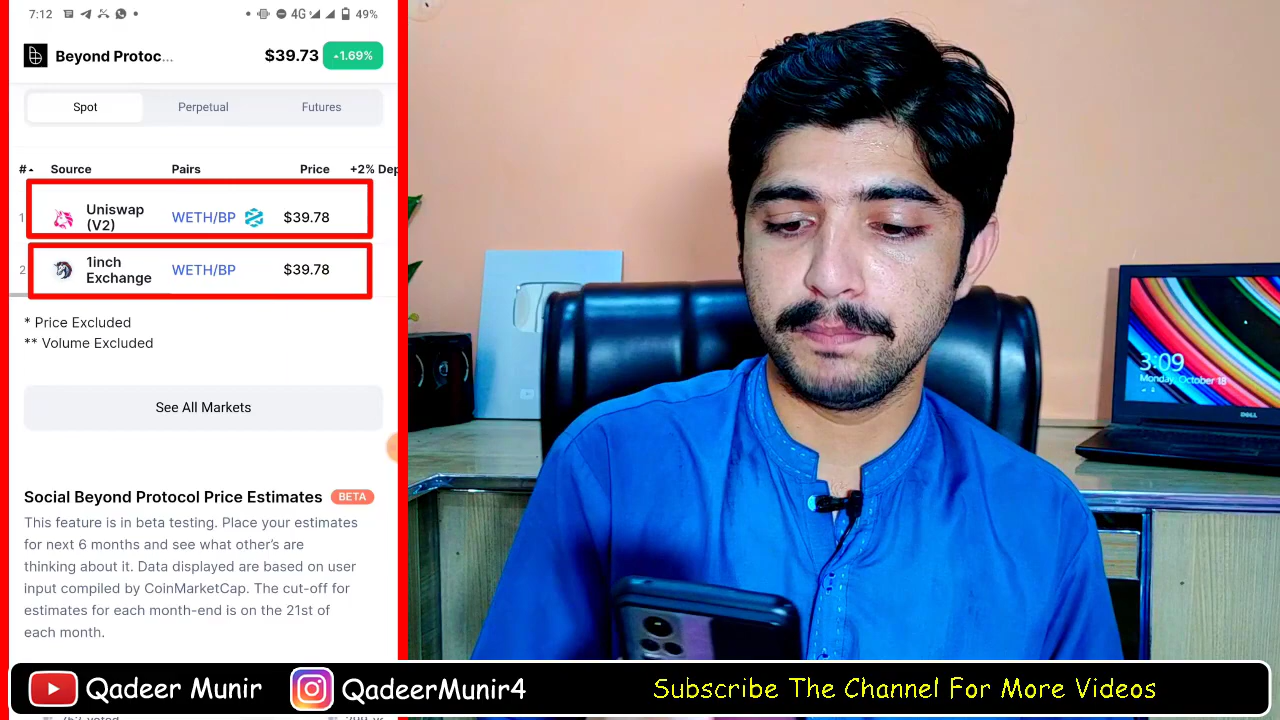 7:12
4G
49%
Beyond Protoc...
$39.73
1.69%
Spot
Perpetual
Futures
#
Source
Pairs
Price
+2% Dep
1
Uniswap
(V2)
WETH/BP
$39.78
2
1inch
Exchange
WETH/BP
$39.78
* Price Excluded
** Volume Excluded
See All Markets
Social Beyond Protocol Price Estimates
BETA
This feature is in beta testing. Place your estimates
for next 6 months and see what other's are
thinking about it. Data displayed are based on user
input compiled by CoinMarketCap. The cut-off for
estimates for each month-end is on the 21st of
each month.
3:09
Monday, October 18
DELL
Qadeer Munir
QadeerMunir4
Subscribe The Channel For More Videos